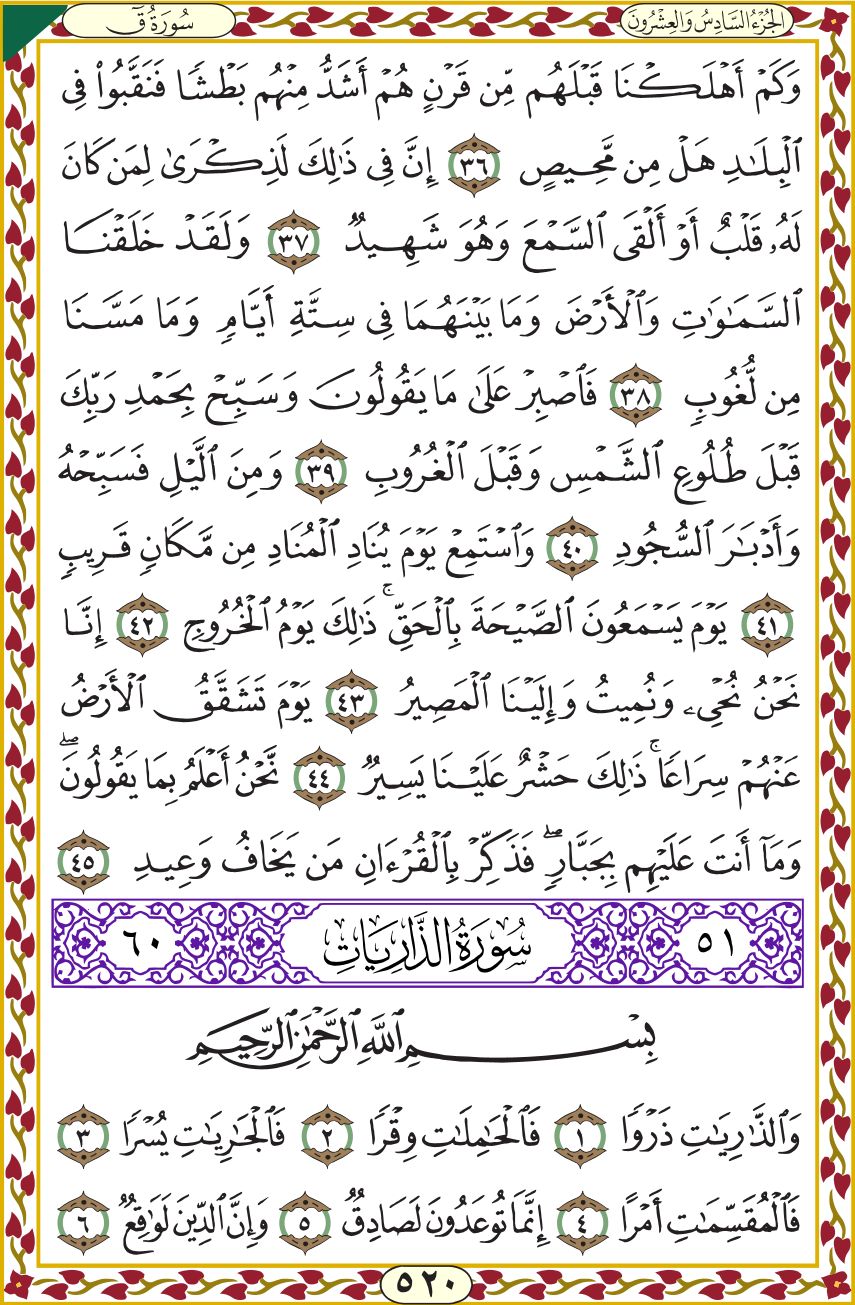 الجُزْءُ السَّادِسُ وَالعِشْرُونَ
سُورَةُ قٓ
وَكَمۡ أَهۡلَكۡنَا قَبۡلَهُم مِّن قَرۡنٍ هُمۡ أَشَدُّ مِنۡهُم بَطۡشٗا فَنَقَّبُواْ فِي
ٱلۡبِلَٰدِ هَلۡ مِن مَّحِيصٍ ٣٦ إِنَّ فِي ذَٰلِكَ لَذِكۡرَىٰ لِمَن كَانَ
لَهُۥ قَلۡبٌ أَوۡ أَلۡقَى ٱلسَّمۡعَ وَهُوَ شَهِيدٞ ٣٧ وَلَقَدۡ خَلَقۡنَا
ٱلسَّمَٰوَٰتِ وَٱلۡأَرۡضَ وَمَا بَيۡنَهُمَا فِي سِتَّةِ أَيَّامٖ وَمَا مَسَّنَا
مِن لُّغُوبٖ ٣٨ فَٱصۡبِرۡ عَلَىٰ مَا يَقُولُونَ وَسَبِّحۡ بِحَمۡدِ رَبِّكَ
قَبۡلَ طُلُوعِ ٱلشَّمۡسِ وَقَبۡلَ ٱلۡغُرُوبِ ٣٩ وَمِنَ ٱلَّيۡلِ فَسَبِّحۡهُ
وَأَدۡبَٰرَ ٱلسُّجُودِ ٤٠ وَٱسۡتَمِعۡ يَوۡمَ يُنَادِ ٱلۡمُنَادِ مِن مَّكَانٖ قَرِيبٖ
٤١ يَوۡمَ يَسۡمَعُونَ ٱلصَّيۡحَةَ بِٱلۡحَقِّۚ ذَٰلِكَ يَوۡمُ ٱلۡخُرُوجِ ٤٢ إِنَّا
نَحۡنُ نُحۡيِۦ وَنُمِيتُ وَإِلَيۡنَا ٱلۡمَصِيرُ ٤٣ يَوۡمَ تَشَقَّقُ ٱلۡأَرۡضُ
عَنۡهُمۡ سِرَاعٗاۚ ذَٰلِكَ حَشۡرٌ عَلَيۡنَا يَسِيرٞ ٤٤ نَّحۡنُ أَعۡلَمُ بِمَا يَقُولُونَۖ
وَمَآ أَنتَ عَلَيۡهِم بِجَبَّارٖۖ فَذَكِّرۡ بِٱلۡقُرۡءَانِ مَن يَخَافُ وَعِيدِ ٤٥
٥١ سُورَةُ الذَّارِيَاتِ ٦٠
بِسۡمِ ٱللَّهِ ٱلرَّحۡمَٰنِ ٱلرَّحِيمِ
وَٱلذَّٰرِيَٰتِ ذَرۡوٗا ١ فَٱلۡحَٰمِلَٰتِ وِقۡرٗا ٢ فَٱلۡجَٰرِيَٰتِ يُسۡرٗا ٣
فَٱلۡمُقَسِّمَٰتِ أَمۡرًا ٤ إِنَّمَا تُوعَدُونَ لَصَادِقٞ ٥ وَإِنَّ ٱلدِّينَ لَوَٰقِعٞ ٦
٥٢٠